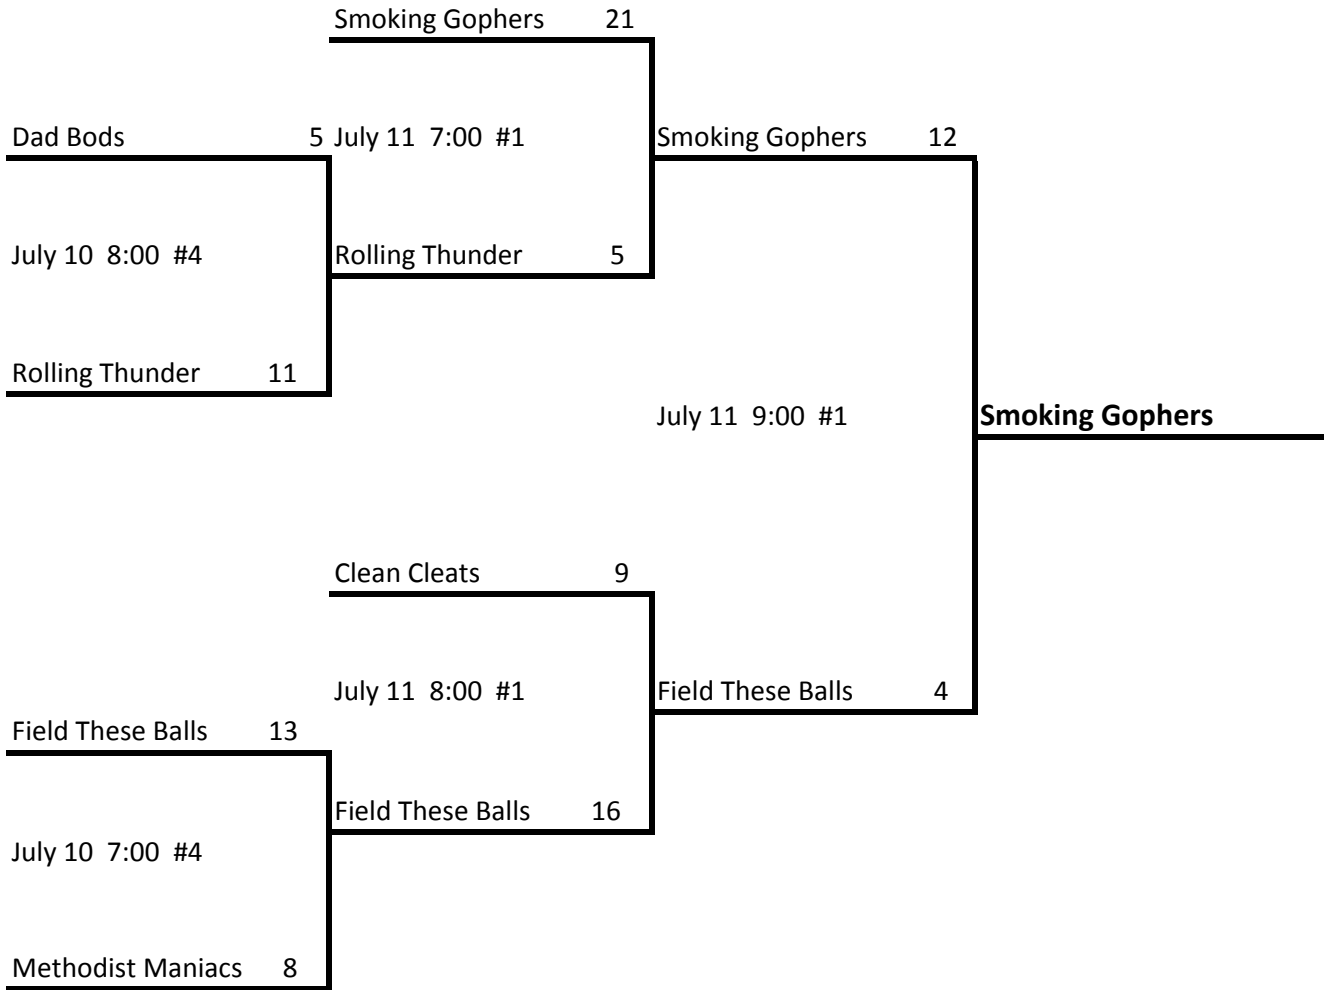 Smoking Gophers 21
Dad Bods 5 July 11 7:00 #1 Smoking Gophers 12
July 10 8:00 #4 Rolling Thunder 5
Rolling Thunder 11
July 11 9:00 #1 Smoking Gophers
Clean Cleats 9
July 11 8:00 #1 Field These Balls 4
Field These Balls 13
Field These Balls 16
July 10 7:00 #4
Methodist Maniacs 8